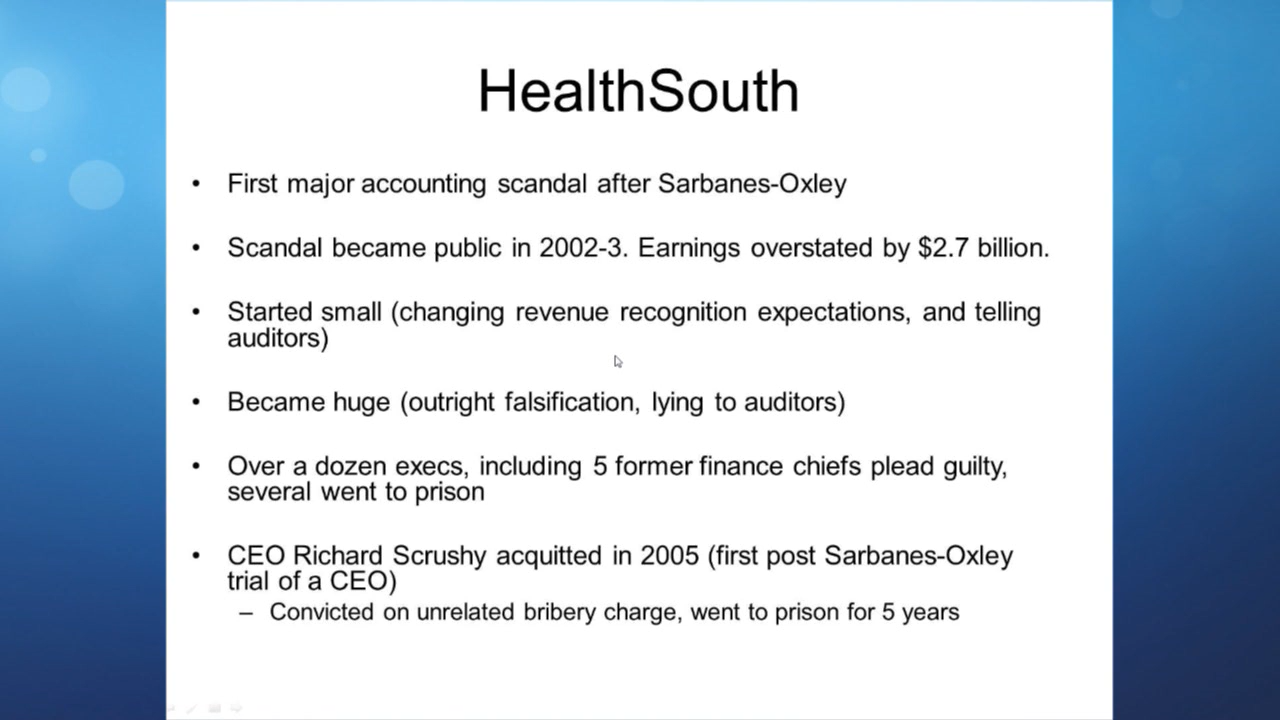 HealthSouth
• First major accounting scandal after Sarbanes-Oxley
• Scandal became public in 2002-3. Earnings overstated by $2.7 billion.
• Started small (changing revenue recognition expectations, and telling
auditors)
• Became huge (outright falsification, lying to auditors)
• Over a dozen execs, including 5 former finance chiefs plead guilty,
several went to prison
• CEO Richard Scrushy acquitted in 2005 (first post Sarbanes-Oxley
trial of a CEO)
– Convicted on unrelated bribery charge, went to prison for 5 years